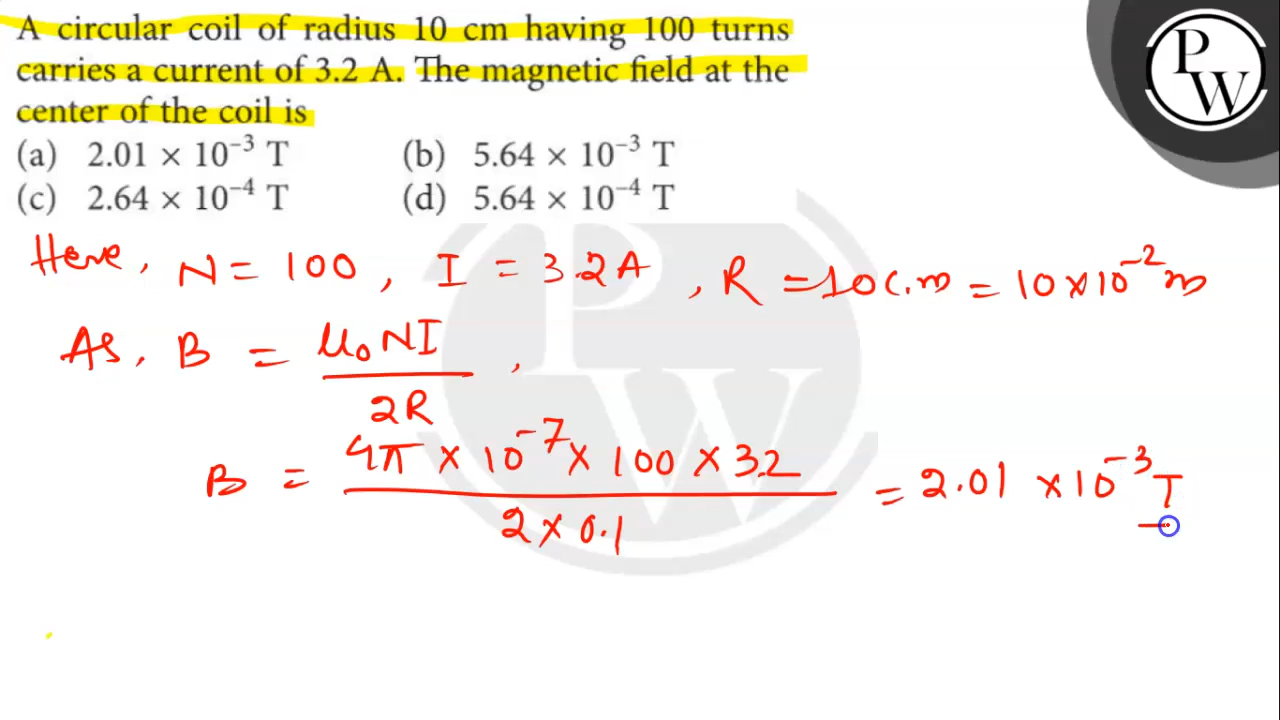 A circular coil of radius 10 cm having 100 turns
carries a current of 3.2 A. The magnetic field at the
center of the coil is
(a) 2.01 × 10⁻³ T (b) 5.64 × 10⁻³ T
(c) 2.64 × 10⁻⁴ T (d) 5.64 × 10⁻⁴ T
Here, N = 100, I = 3.2A, R = 10c.m = 10×10⁻² m
As, B = μ₀NI / 2R,
B = 4π × 10⁻⁷ × 100 × 3.2 / 2 × 0.1 = 2.01 × 10⁻³ T
P
W
P
W